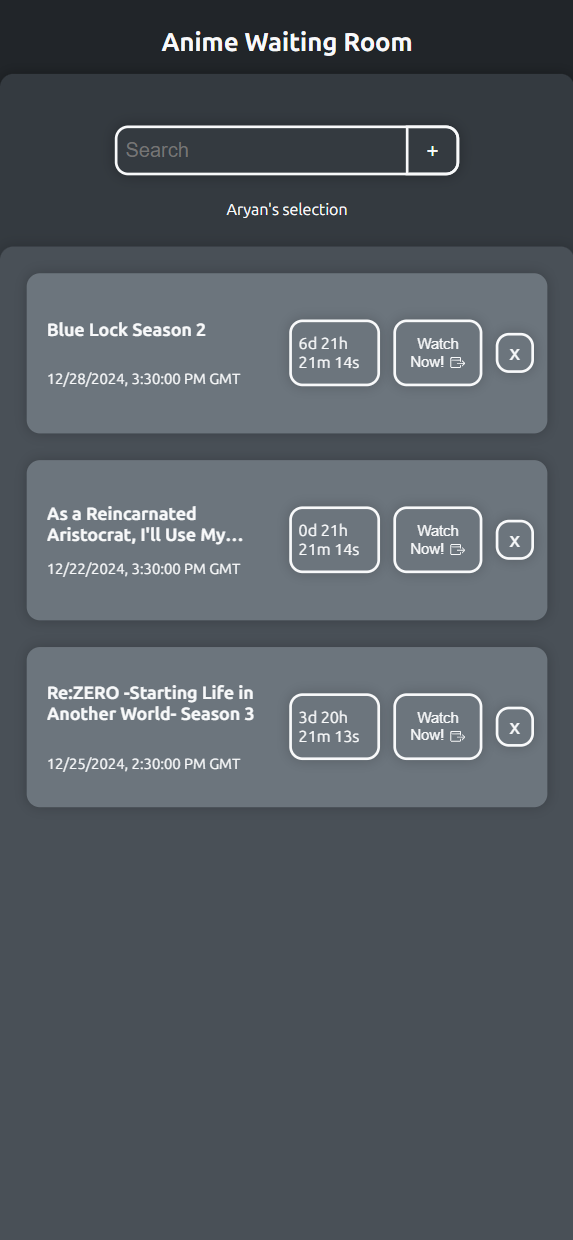 Anime Waiting Room
Search
+
Aryan's selection
Blue Lock Season 2
12/28/2024, 3:30:00 PM GMT
6d 21h
21m 14s
Watch
Now!
X
As a Reincarnated
Aristocrat, I'll Use My...
12/22/2024, 3:30:00 PM GMT
0d 21h
21m 14s
Watch
Now!
X
Re:ZERO -Starting Life in
Another World- Season 3
12/25/2024, 2:30:00 PM GMT
3d 20h
21m 13s
Watch
Now!
X